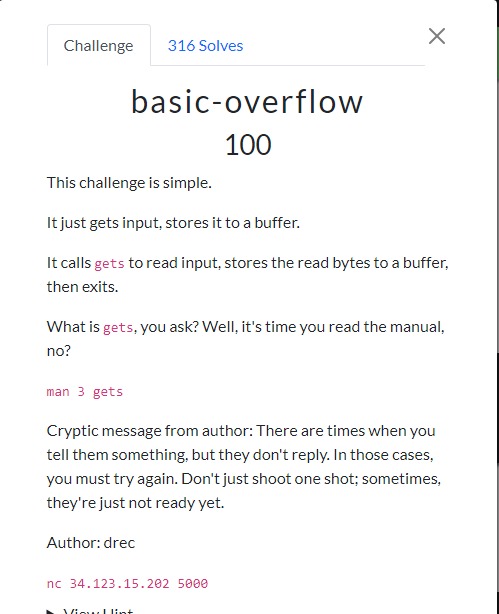 Challenge
316 Solves
basic-overflow
100
This challenge is simple.
It just gets input, stores it to a buffer.
It calls gets to read input, stores the read bytes to a buffer,
then exits.
What is gets, you ask? Well, it's time you read the manual,
no?
man 3 gets
Cryptic message from author: There are times when you
tell them something, but they don't reply. In those cases,
you must try again. Don't just shoot one shot; sometimes,
they're just not ready yet.
Author: drec
nc 34.123.15.202 5000
View Hint